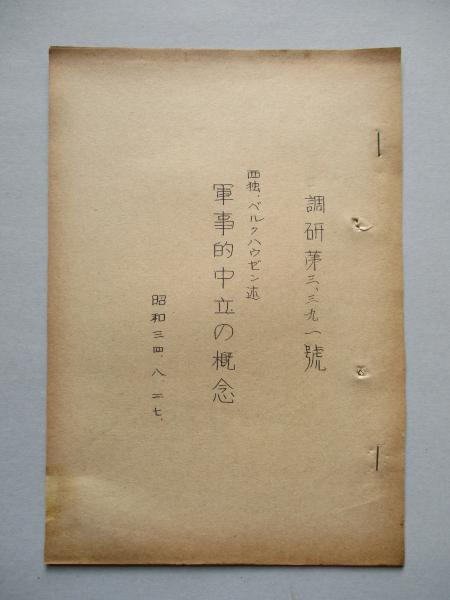 調研第三、三九一號
西独・ベルクハウゼン述
軍事的中立の概念
昭和三四、八、二七、